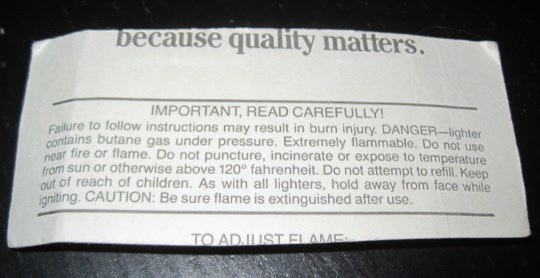 because quality matters.
IMPORTANT, READ CAREFULLY!
Failure to follow instructions may result in burn injury. DANGER—lighter
contains butane gas under pressure. Extremely flammable. Do not use
near fire or flame. Do not puncture, incinerate or expose to temperature
from sun or otherwise above 120° fahrenheit. Do not attempt to refill. Keep
out of reach of children. As with all lighters, hold away from face while
igniting. CAUTION: Be sure flame is extinguished after use.
TO ADJUST FLAME: